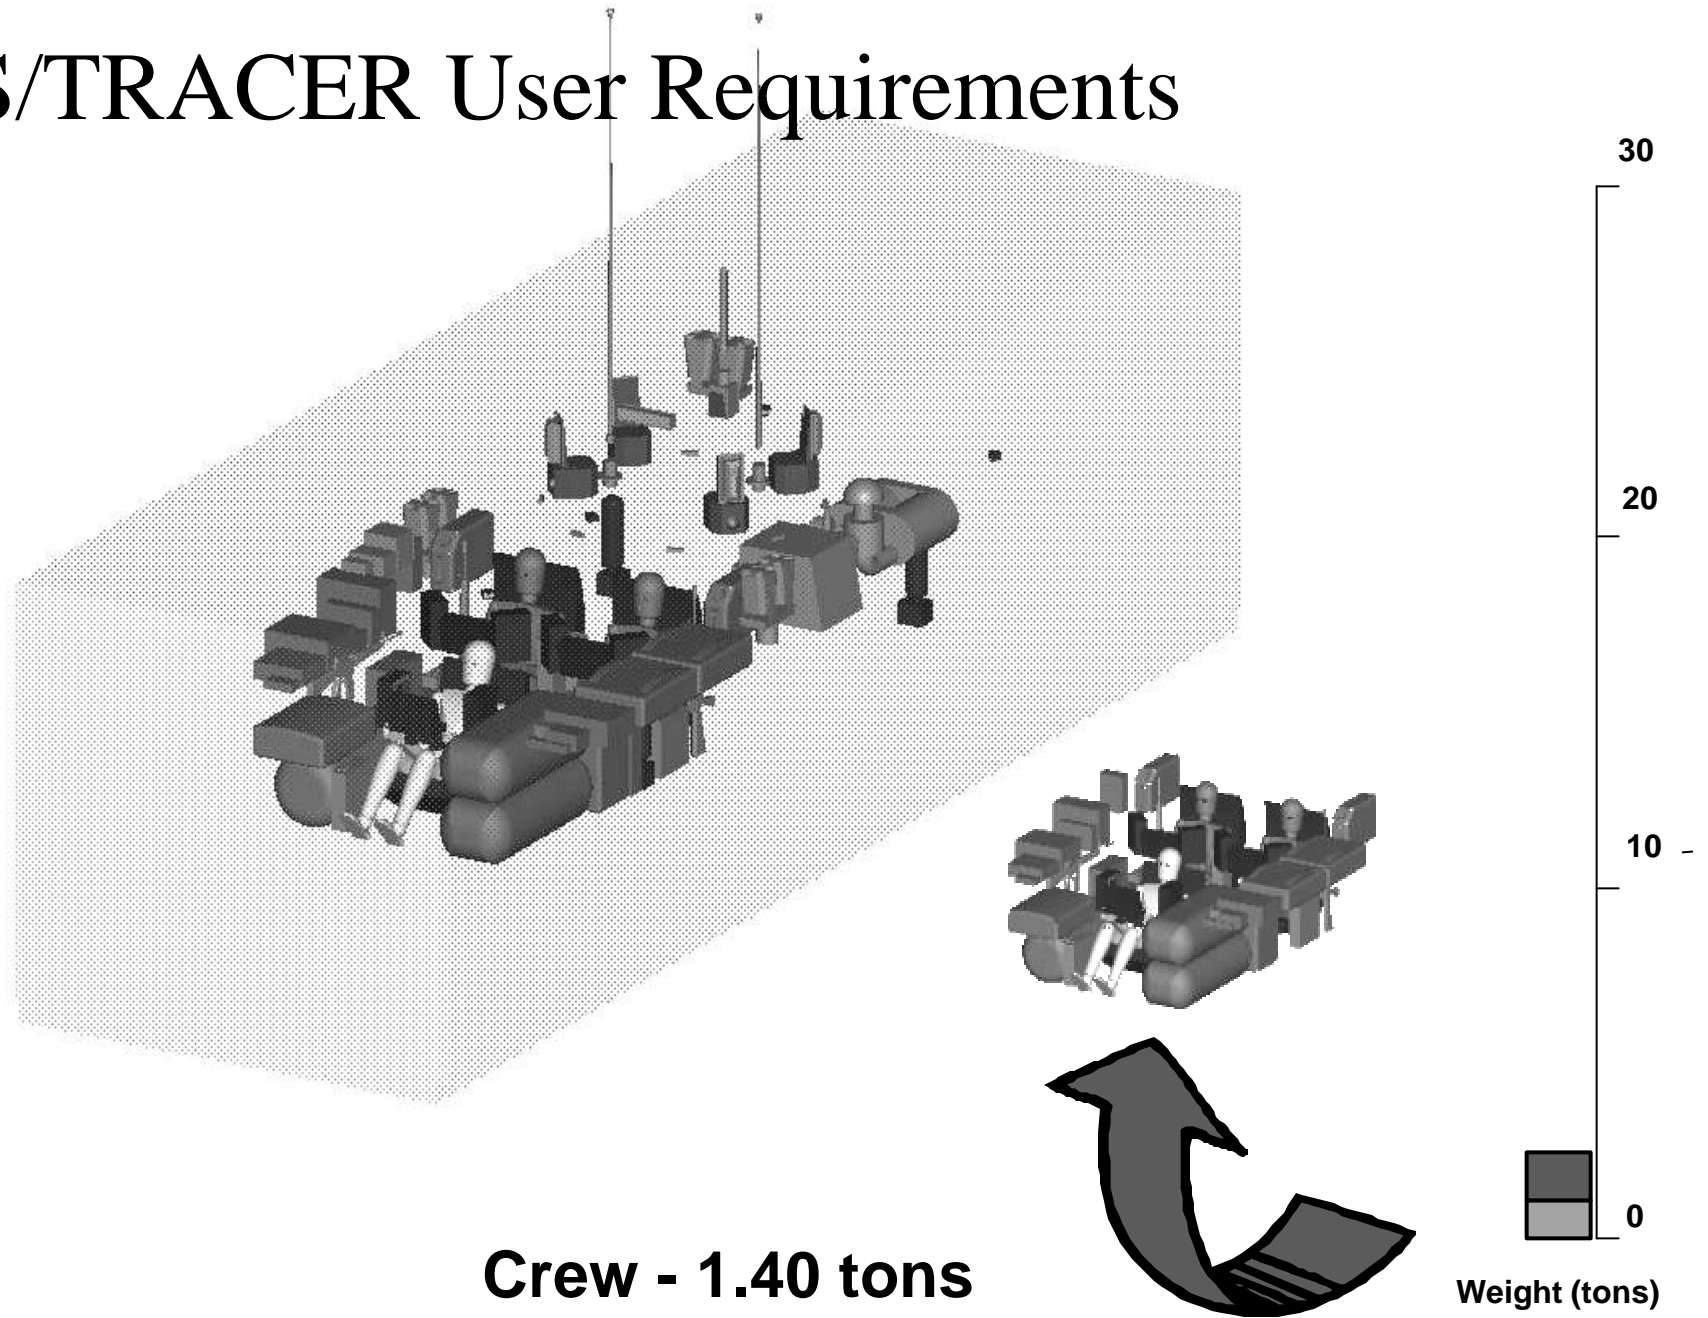 S/TRACER User Requirements
30
20
10
0
Crew - 1.40 tons
Weight (tons)